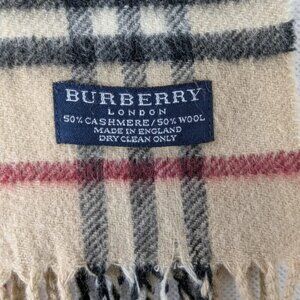 BURBERRY
LONDON
50% CASHMERE/50% WOOL
MADE IN ENGLAND
DRY CLEAN ONLY